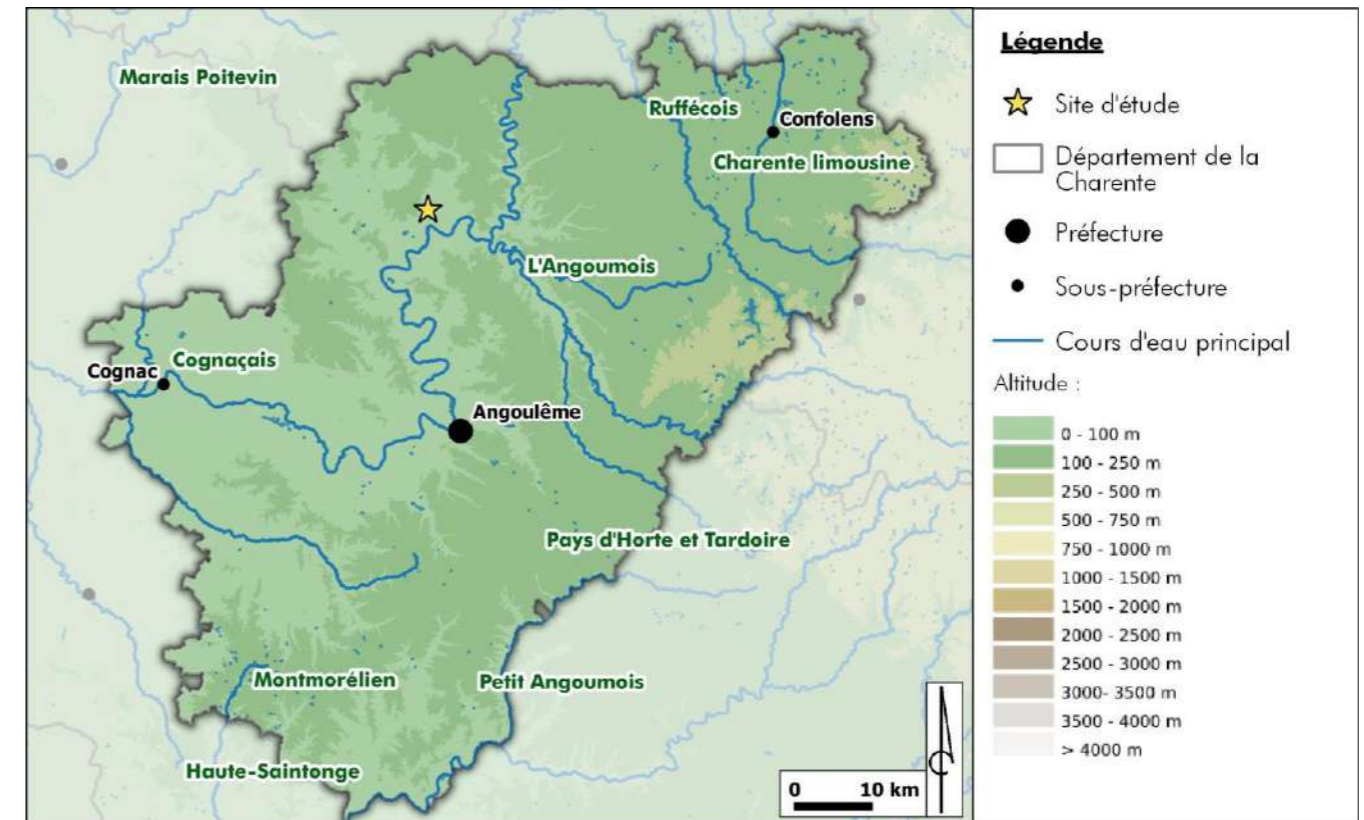 Marais Poitevin
Ruffécois
Confolens
Charente limousine
L'Angoumois
Cognaçais
Cognac
Angoulême
Pays d'Horte et Tardoire
Montmorélien
Petit Angoumois
Haute-Saintonge
0 10 km
Légende
Site d'étude
Département de la
Charente
Préfecture
Sous-préfecture
Cours d'eau principal
Altitude :
0 - 100 m
100 - 250 m
250 - 500 m
500 - 750 m
750 - 1000 m
1000 - 1500 m
1500 - 2000 m
2000 - 2500 m
2500 - 3000 m
3000- 3500 m
3500 - 4000 m
> 4000 m